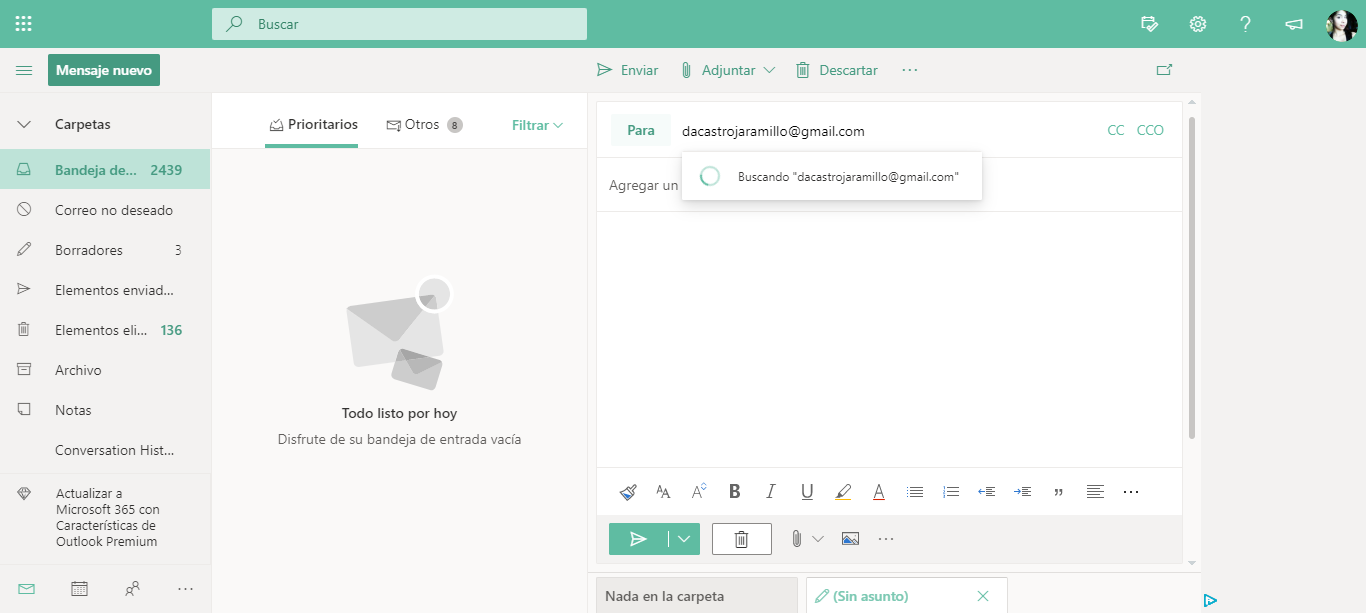 Buscar
Mensaje nuevo
Enviar
Adjuntar
Descartar
Carpetas
Bandeja de... 2439
Correo no deseado
Borradores 3
Elementos enviad...
Elementos eli... 136
Archivo
Notas
Conversation Hist...
Actualizar a
Microsoft 365 con
Características de
Outlook Premium
Prioritarios
Otros 8
Filtrar
Todo listo por hoy
Disfrute de su bandeja de entrada vacía
Para dacastrojaramillo@gmail.com CC CCO
Buscando "dacastrojaramillo@gmail.com"
Agregar un
Nada en la carpeta
(Sin asunto)